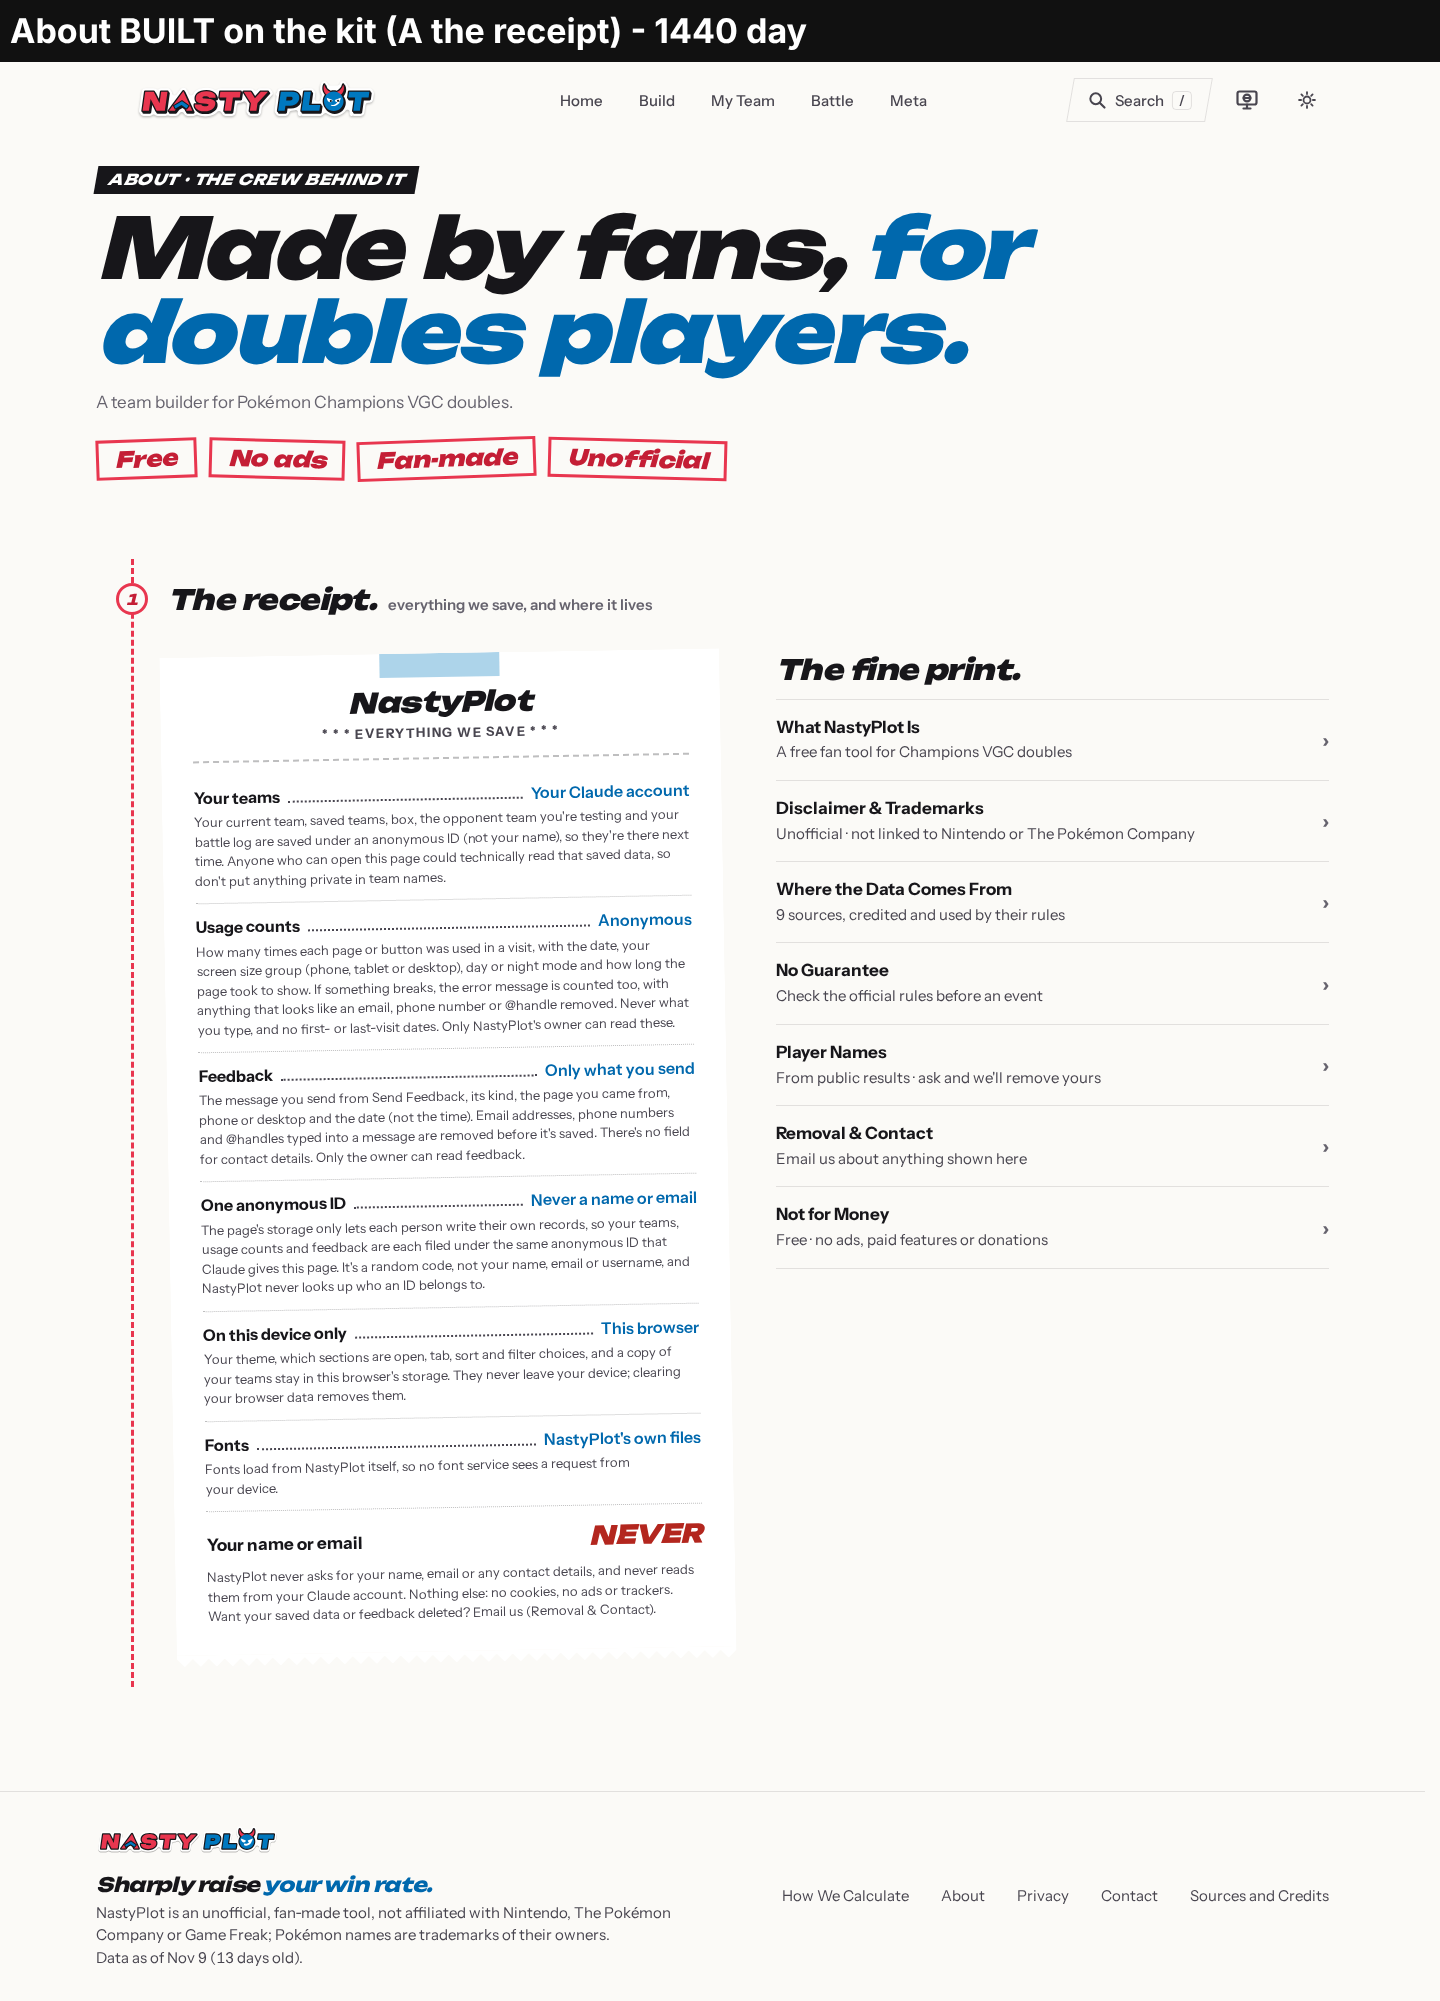 About BUILT on the kit (A the receipt) - 1440 day
NASTY PLOT
Home
Build
My Team
Battle
Meta
Search /
ABOUT · THE CREW BEHIND IT
Made by fans, for
doubles players.
A team builder for Pokémon Champions VGC doubles.
Free
No ads
Fan-made
Unofficial
1
The receipt. everything we save, and where it lives
NastyPlot
* * * EVERYTHING WE SAVE * * *
Your teams Your Claude account
Your current team, saved teams, box, the opponent team you're testing and your
battle log are saved under an anonymous ID (not your name), so they're there next
time. Anyone who can open this page could technically read that saved data, so
don't put anything private in team names.
Usage counts Anonymous
How many times each page or button was used in a visit, with the date, your
screen size group (phone, tablet or desktop), day or night mode and how long the
page took to show. If something breaks, the error message is counted too, with
anything that looks like an email, phone number or @handle removed. Never what
you type, and no first- or last-visit dates. Only NastyPlot's owner can read these.
Feedback Only what you send
The message you send from Send Feedback, its kind, the page you came from,
phone or desktop and the date (not the time). Email addresses, phone numbers
and @handles typed into a message are removed before it's saved. There's no field
for contact details. Only the owner can read feedback.
One anonymous ID Never a name or email
The page's storage only lets each person write their own records, so your teams,
usage counts and feedback are each filed under the same anonymous ID that
Claude gives this page. It's a random code, not your name, email or username, and
NastyPlot never looks up who an ID belongs to.
On this device only This browser
Your theme, which sections are open, tab, sort and filter choices, and a copy of
your teams stay in this browser's storage. They never leave your device; clearing
your browser data removes them.
Fonts NastyPlot's own files
Fonts load from NastyPlot itself, so no font service sees a request from
your device.
Your name or email NEVER
NastyPlot never asks for your name, email or any contact details, and never reads
them from your Claude account. Nothing else: no cookies, no ads or trackers.
Want your saved data or feedback deleted? Email us (Removal & Contact).
The fine print.
What NastyPlot Is
A free fan tool for Champions VGC doubles
Disclaimer & Trademarks
Unofficial · not linked to Nintendo or The Pokémon Company
Where the Data Comes From
9 sources, credited and used by their rules
No Guarantee
Check the official rules before an event
Player Names
From public results · ask and we'll remove yours
Removal & Contact
Email us about anything shown here
Not for Money
Free · no ads, paid features or donations
NASTY PLOT
Sharply raise your win rate.
NastyPlot is an unofficial, fan-made tool, not affiliated with Nintendo, The Pokémon
Company or Game Freak; Pokémon names are trademarks of their owners.
Data as of Nov 9 (13 days old).
How We Calculate
About
Privacy
Contact
Sources and Credits